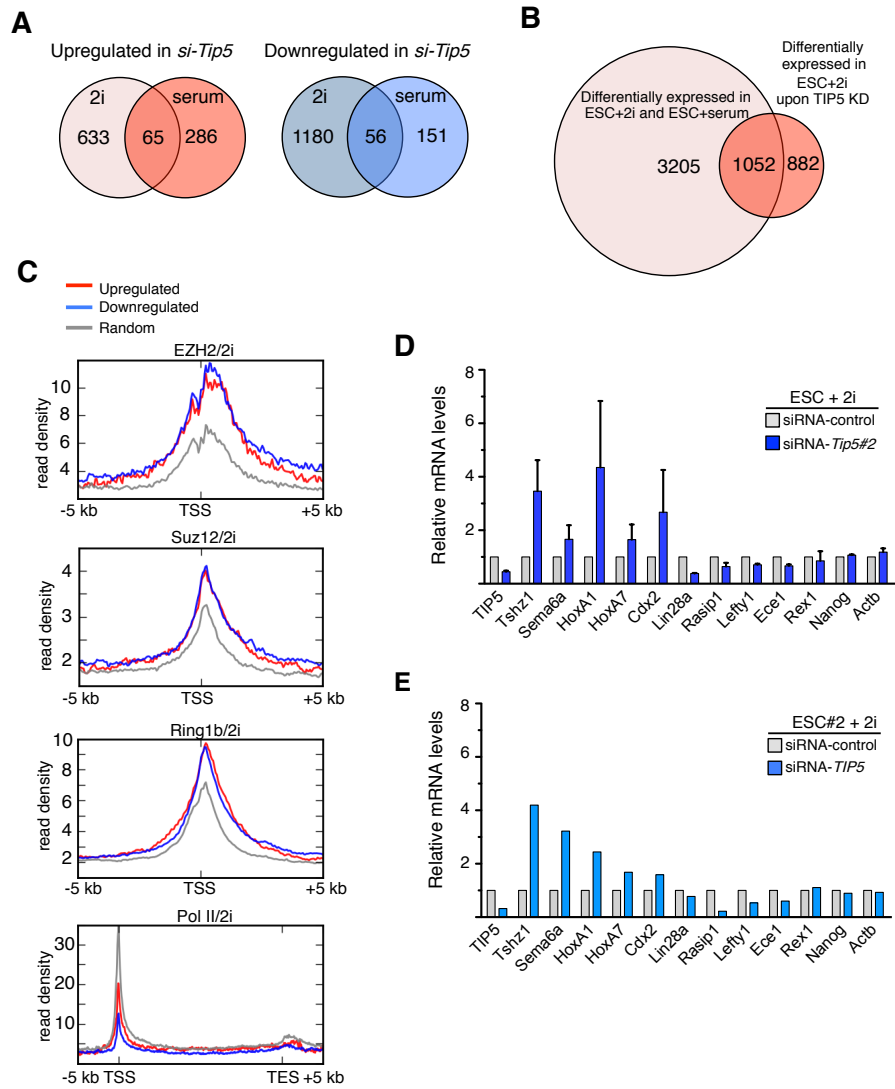 A
Upregulated in si-Tip5
2i
serum
633
65
286
Downregulated in si-Tip5
2i
serum
1180
56
151
B
Differentially
expressed in
ESC+2i
upon TIP5 KD
Differentially expressed in
ESC+2i and ESC+serum
3205
1052
882
C
Upregulated
Downregulated
Random
EZH2/2i
read density
10
8
6
4
-5 kb
TSS
+5 kb
Suz12/2i
read density
4
3
2
-5 kb
TSS
+5 kb
Ring1b/2i
read density
10
8
6
4
2
-5 kb
TSS
+5 kb
Pol II/2i
read density
30
20
10
-5 kb TSS
TES +5 kb
D
Relative mRNA levels
8
6
4
2
ESC + 2i
siRNA-control
siRNA-Tip5#2
TIP5
Tshz1
Sema6a
HoxA1
HoxA7
Cdx2
Lin28a
Rasip1
Lefty1
Ece1
Rex1
Nanog
Actb
E
Relative mRNA levels
8
6
4
2
ESC#2 + 2i
siRNA-control
siRNA-TIP5
TIP5
Tshz1
Sema6a
HoxA1
HoxA7
Cdx2
Lin28a
Rasip1
Lefty1
Ece1
Rex1
Nanog
Actb